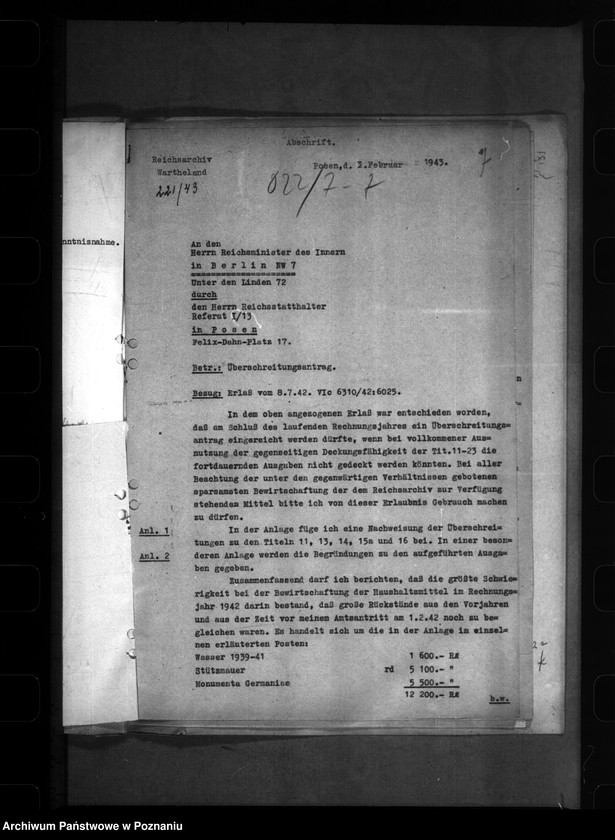 Abschrift.
7
Reichsarchiv
Wartheland
221/43
Posen,d. 2.Februar 1943.
822/7-7
nntnisnahme.
An den
Herrn Reichsminister des Innern
in Berlin NW 7
Unter den Linden 72
durch
den Herrn Reichsstatthalter
Referat I/13
in Posen
Felix-Dahn-Platz 17.
Betr.: Überschreitungsantrag.
n
Bezug: Erlaß vom 8.7.42. VIc 6310/42:6025.
In dem oben angezogenen Erlaß war entschieden worden,
daß am Schluß des laufenden Rechnungsjahres ein Überschreitungs=
antrag eingereicht werden dürfte, wenn bei vollkommener Aus=
nutzung der gegenseitigen Deckungsfähigkeit der Tit.11-23 die
fortdauernden Ausgaben nicht gedeckt werden könnten. Bei aller
Beachtung der unter den gegenwärtigen Verhältnissen gebotenen
sparsamsten Bewirtschaftung der dem Reichsarchiv zur Verfügung
stehenden Mittel bitte ich von dieser Erlaubnis Gebrauch machen
zu dürfen.
Anl. 1 In der Anlage füge ich eine Nachweisung der Überschrei=
tungen zu den Titeln 11, 13, 14, 15a und 16 bei. In einer beson=
Anl. 2 deren Anlage werden die Begründungen zu den aufgeführten Ausga=
ben gegeben.
Zusammenfassend darf ich berichten, daß die größte Schwie=
rigkeit bei der Bewirtschaftung der Haushaltsmittel im Rechnungs=
jahr 1942 darin bestand, daß große Rückstände aus den Vorjahren
und aus der Zeit vor meinem Amtsantritt am 1.2.42 noch zu be=
gleichen waren. Es handelt sich um die in der Anlage im einzel=
nen erläuterten Posten:
Wasser 1939-41 1 600.- RM
Stützmauer rd 5 100.- "
Monumenta Germaniae 5 500.- "
12 200.- RM
b.w.
Archiwum Państwowe w Poznaniu